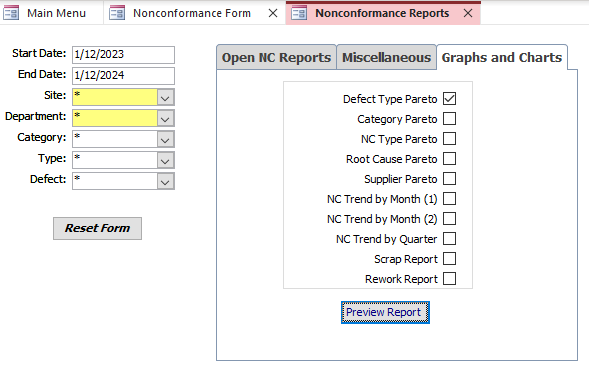 Main Menu
Nonconformance Form
Nonconformance Reports
Start Date: 1/12/2023
End Date: 1/12/2024
Site: *
Department: *
Category: *
Type: *
Defect: *
Reset Form
Open NC Reports
Miscellaneous
Graphs and Charts
Defect Type Pareto
Category Pareto
NC Type Pareto
Root Cause Pareto
Supplier Pareto
NC Trend by Month (1)
NC Trend by Month (2)
NC Trend by Quarter
Scrap Report
Rework Report
Preview Report